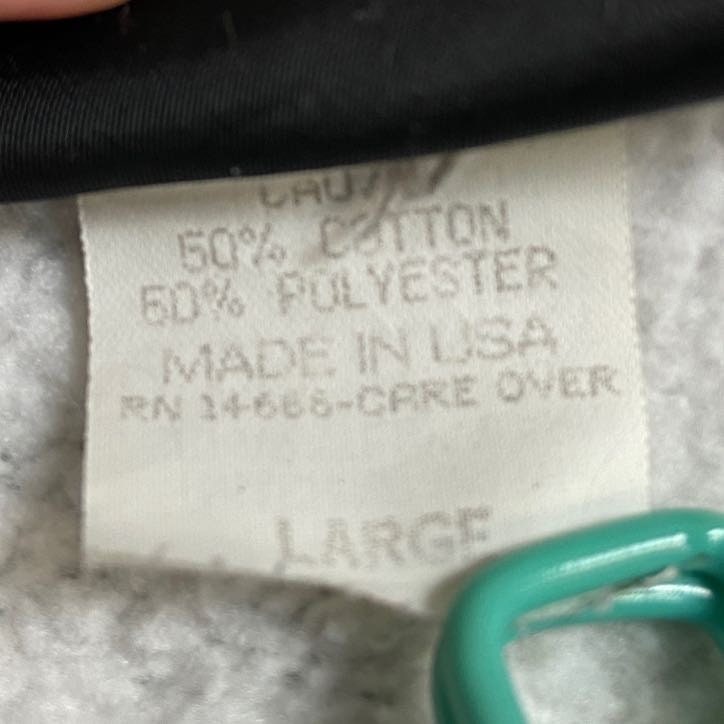 50% COTTON
50% POLYESTER
MADE IN USA
RN 14666-CARE OVER
LARGE